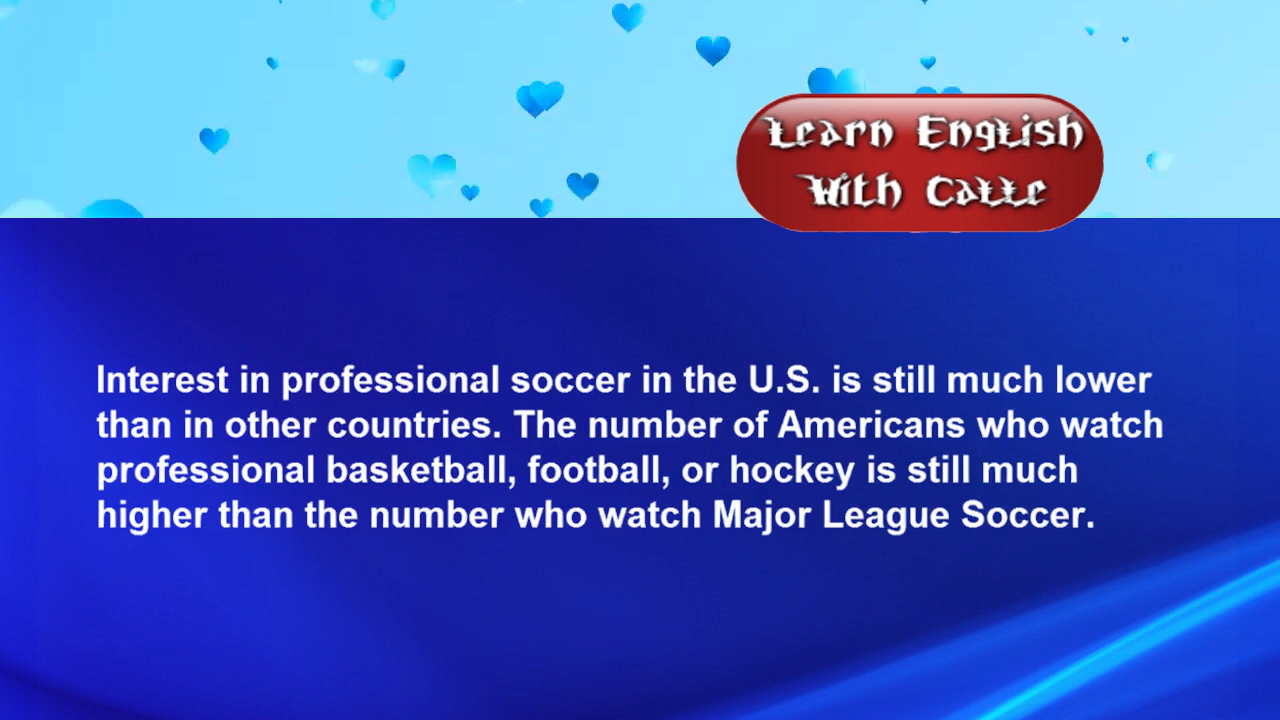 Learn English
With Calle
Interest in professional soccer in the U.S. is still much lower
than in other countries. The number of Americans who watch
professional basketball, football, or hockey is still much
higher than the number who watch Major League Soccer.